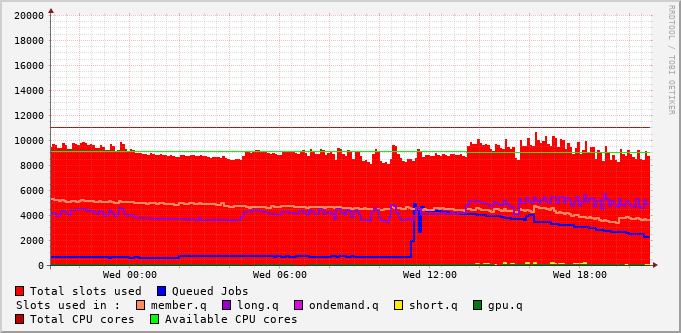 RRDTOOL / TOBI OETIKER
20000
18000
16000
14000
12000
10000
8000
6000
4000
2000
0
Wed 00:00 Wed 06:00 Wed 12:00 Wed 18:00
Total slots used Queued Jobs
Slots used in : member.q long.q ondemand.q short.q gpu.q
Total CPU cores Available CPU cores